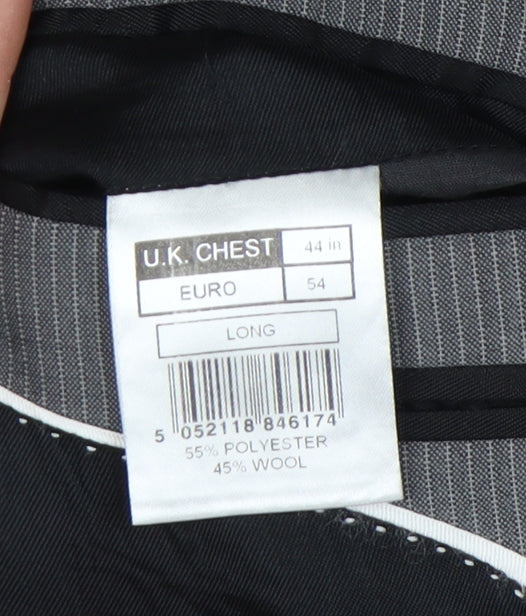 U.K. CHEST 44 in
EURO 54
LONG
5 052118 846174
55% POLYESTER
45% WOOL